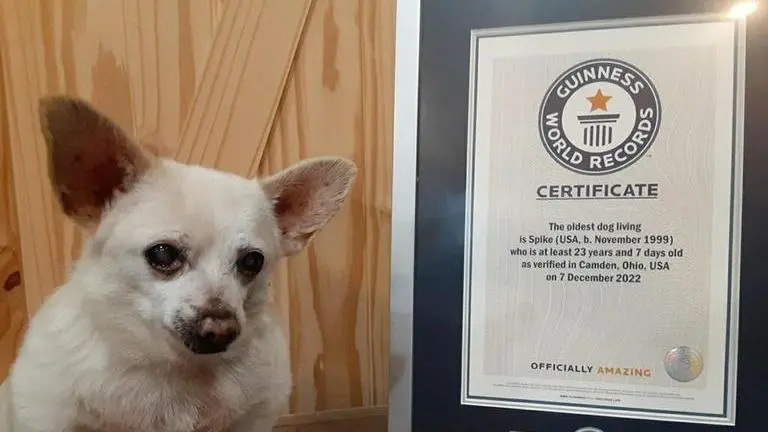 GUINNESS
WORLD RECORDS
CERTIFICATE
The oldest dog living
is Spike (USA, b. November 1999)
who is at least 23 years and 7 days old
as verified in Camden, Ohio, USA
on 7 December 2022
OFFICIALLY AMAZING